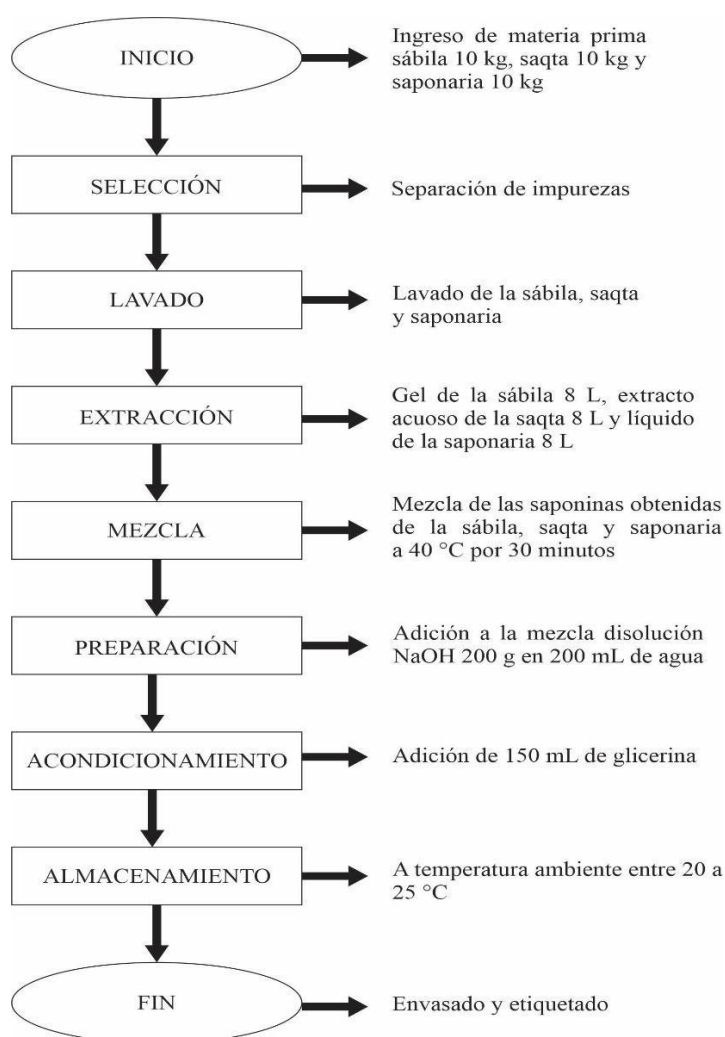 INICIO
Ingreso de materia prima
sábila 10 kg, saqta 10 kg y
saponaria 10 kg
SELECCIÓN
Separación de impurezas
LAVADO
Lavado de la sábila, saqta
y saponaria
EXTRACCIÓN
Gel de la sábila 8 L, extracto
acuoso de la saqta 8 L y líquido
de la saponaria 8 L
MEZCLA
Mezcla de las saponinas obtenidas
de la sábila, saqta y saponaria
a 40 °C por 30 minutos
PREPARACIÓN
Adición a la mezcla disolución
NaOH 200 g en 200 mL de agua
ACONDICIONAMIENTO
Adición de 150 mL de glicerina
ALMACENAMIENTO
A temperatura ambiente entre 20 a
25 °C
FIN
Envasado y etiquetado